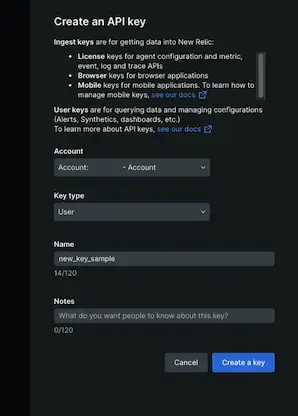 Create an API key
Ingest keys are for getting data into New Relic:
• License keys for agent configuration and metric,
event, log and trace APIs
• Browser keys for browser applications
• Mobile keys for mobile applications. To learn how to
manage mobile keys, see our docs
User keys are for querying data and managing configurations
(Alerts, Synthetics, dashboards, etc.)
To learn more about API keys, see our docs
Account
Account: - Account
Key type
User
Name
new_key_sample
14/120
Notes
What do you want people to know about this key?
0/120
Cancel
Create a key